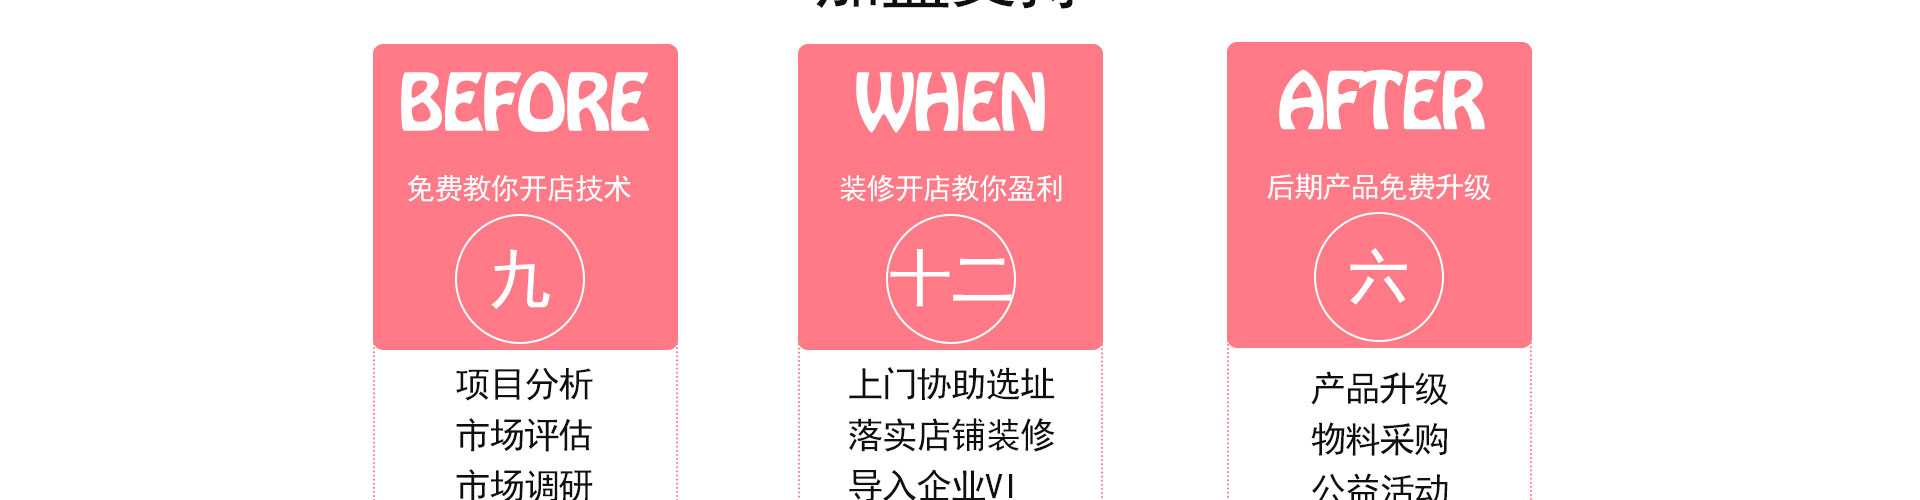 BEFORE
免费教你开店技术
九
项目分析
市场评估
市场调研
WHEN
装修开店教你盈利
十二
上门协助选址
落实店铺装修
导入企业VI
AFTER
后期产品免费升级
六
产品升级
物料采购
公益活动